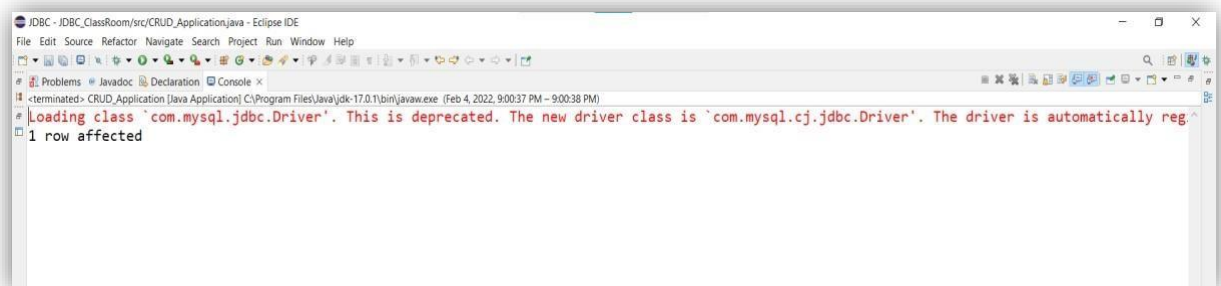 JDBC - JDBC_ClassRoom/src/CRUD_Application.java - Eclipse IDE
File Edit Source Refactor Navigate Search Project Run Window Help
Problems Javadoc Declaration Console
<terminated> CRUD_Application [Java Application] C:\Program Files\Java\jdk-17.0.1\bin\javaw.exe (Feb 4, 2022, 9:00:37 PM – 9:00:38 PM)
Loading class `com.mysql.jdbc.Driver'. This is deprecated. The new driver class is `com.mysql.cj.jdbc.Driver'. The driver is automatically reg
1 row affected